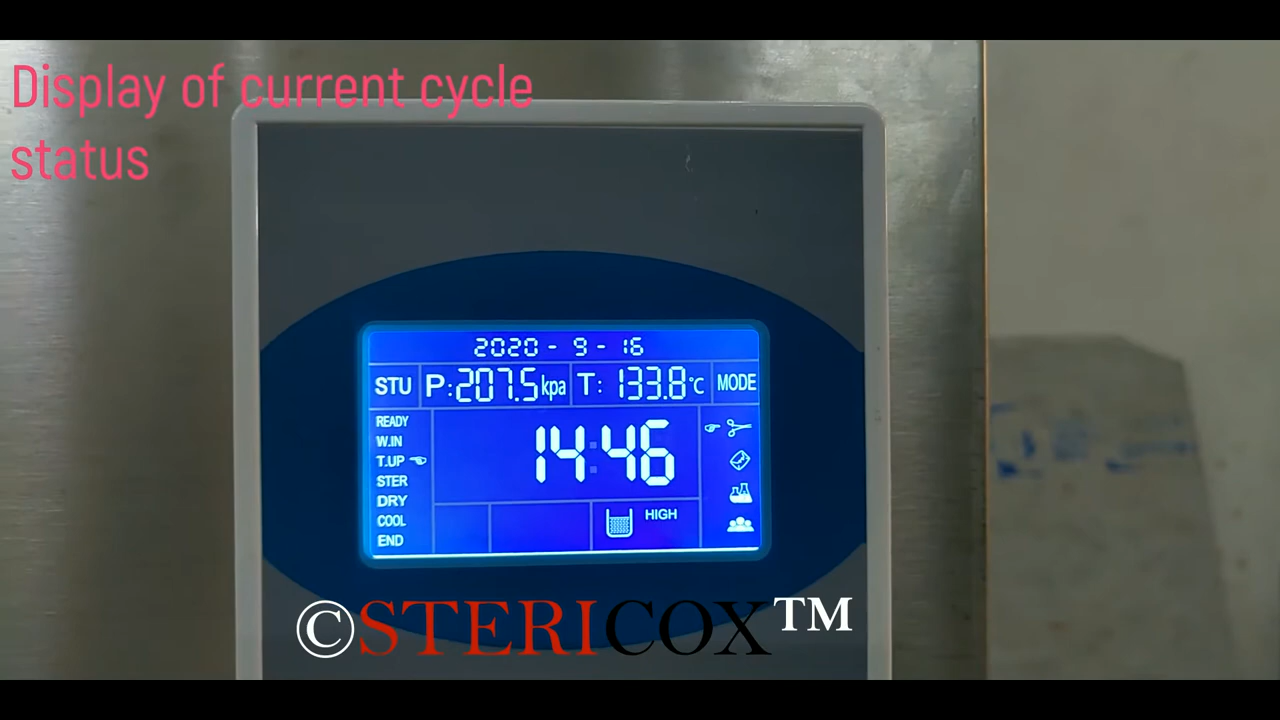 Display of current cycle
status
2020 - 9 - 16
STU P:207.5kpa T: 133.8°C MODE
READY
W.IN
T.UP
STER
DRY
COOL
END
14:46
HIGH
©STERICOX™